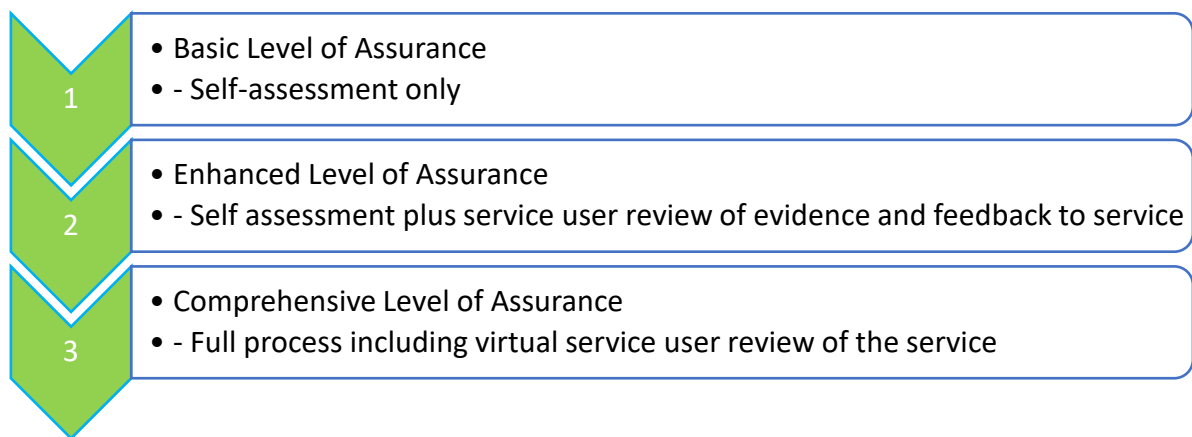 1
• Basic Level of Assurance
• - Self-assessment only
2
• Enhanced Level of Assurance
• - Self assessment plus service user review of evidence and feedback to service
3
• Comprehensive Level of Assurance
• - Full process including virtual service user review of the service